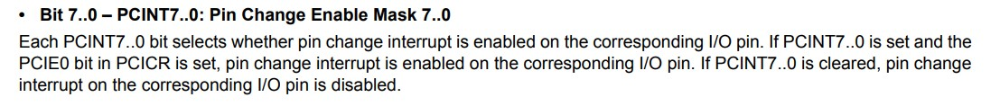 • Bit 7..0 – PCINT7..0: Pin Change Enable Mask 7..0
Each PCINT7..0 bit selects whether pin change interrupt is enabled on the corresponding I/O pin. If PCINT7..0 is set and the
PCIE0 bit in PCICR is set, pin change interrupt is enabled on the corresponding I/O pin. If PCINT7..0 is cleared, pin change
interrupt on the corresponding I/O pin is disabled.